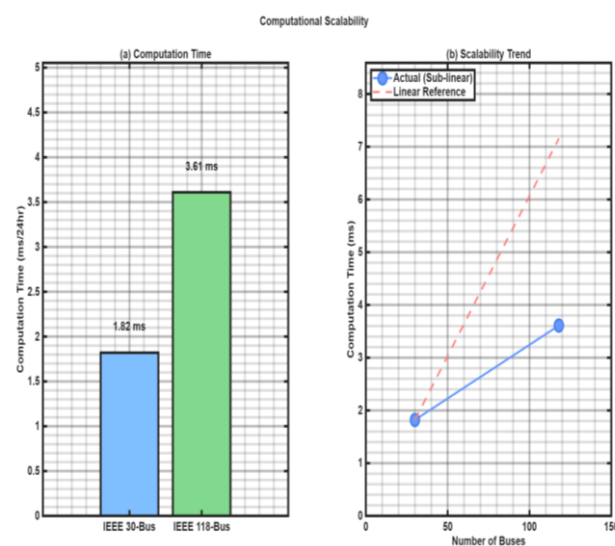 Computational Scalability
(a) Computation Time
5
4.5
4
3.5
3
2.5
2
1.5
1
0.5
0
Computation Time (ms/24hr)
1.82 ms
3.61 ms
IEEE 30-Bus
IEEE 118-Bus
(b) Scalability Trend
Actual (Sub-linear)
Linear Reference
8
7
6
5
4
3
2
1
0
Computation Time (ms)
0
50
100
150
Number of Buses